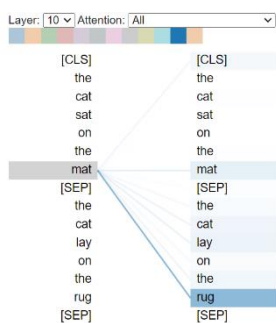 Layer: 10 Attention: All
[CLS] [CLS]
the the
cat cat
sat sat
on on
the the
mat mat
[SEP] [SEP]
the the
cat cat
lay lay
on on
the the
rug rug
[SEP] [SEP]